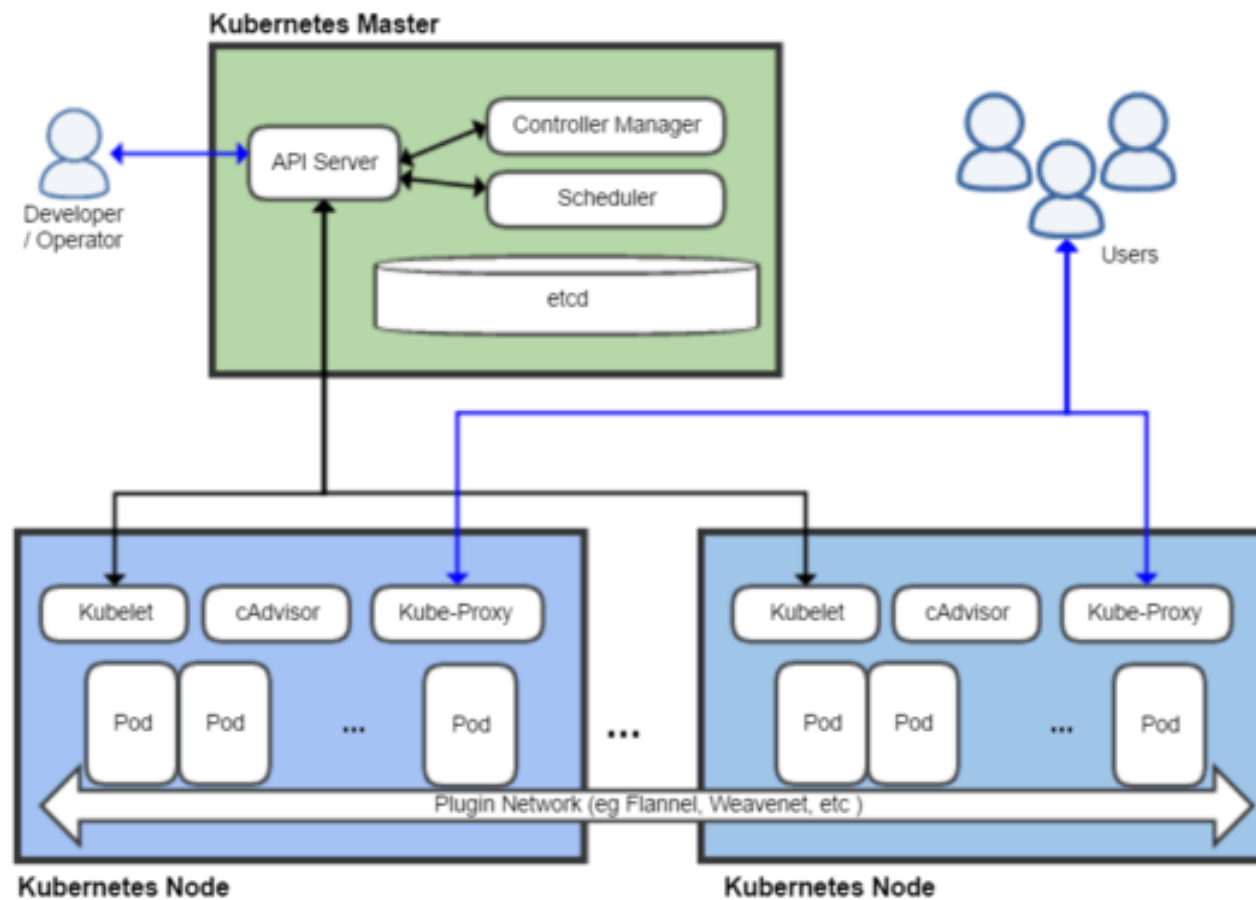 Kubernetes Master
Controller Manager
API Server
Scheduler
Developer
/ Operator
Users
etcd
Kubelet
cAdvisor
Kube-Proxy
Kubelet
cAdvisor
Kube-Proxy
Pod
Pod
...
Pod
...
Pod
Pod
...
Pod
Plugin Network (eg Flannel, Weavenet, etc )
Kubernetes Node
Kubernetes Node